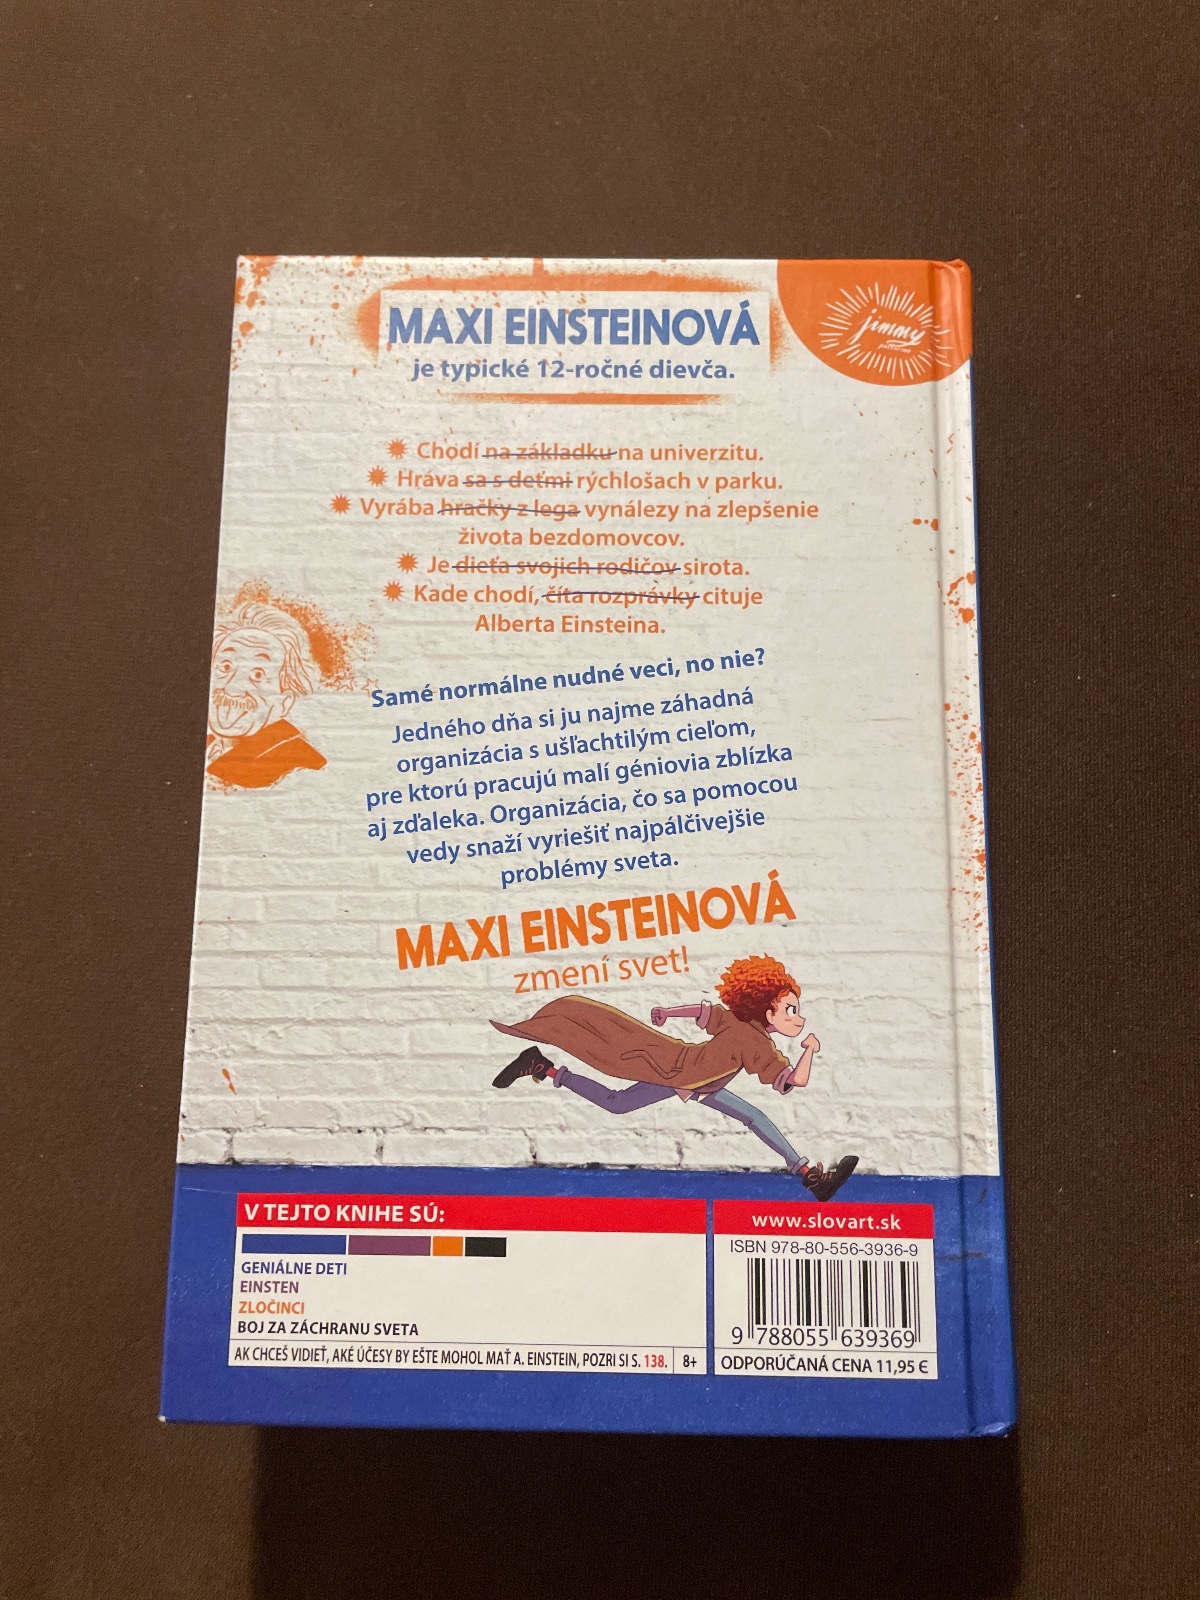 MAXI EINSTEINOVÁ
je typické 12-ročné dievča.
jimmy
Chodí na základku na univerzitu.
Hráva sa s deťmi rýchlošach v parku.
Vyrába hračky z lega vynálezy na zlepšenie
života bezdomovcov.
Je dieťa svojich rodičov sirota.
Kade chodí, číta rozprávky cituje
Alberta Einsteina.
Samé normálne nudné veci, no nie?
Jedného dňa si ju najme záhadná
organizácia s ušľachtilým cieľom,
pre ktorú pracujú malí géniovia zblízka
aj zďaleka. Organizácia, čo sa pomocou
vedy snaží vyriešiť najpálčivejšie
problémy sveta.
MAXI EINSTEINOVÁ
zmení svet!
V TEJTO KNIHE SÚ:
GENIÁLNE DETI
EINSTEN
ZLOČINCI
BOJ ZA ZÁCHRANU SVETA
AK CHCEŠ VIDIEŤ, AKÉ ÚČESY BY EŠTE MOHOL MAŤ A. EINSTEIN, POZRI SI S. 138. 8+
www.slovart.sk
ISBN 978-80-556-3936-9
9 788055 639369
ODPORÚČANÁ CENA 11,95 €